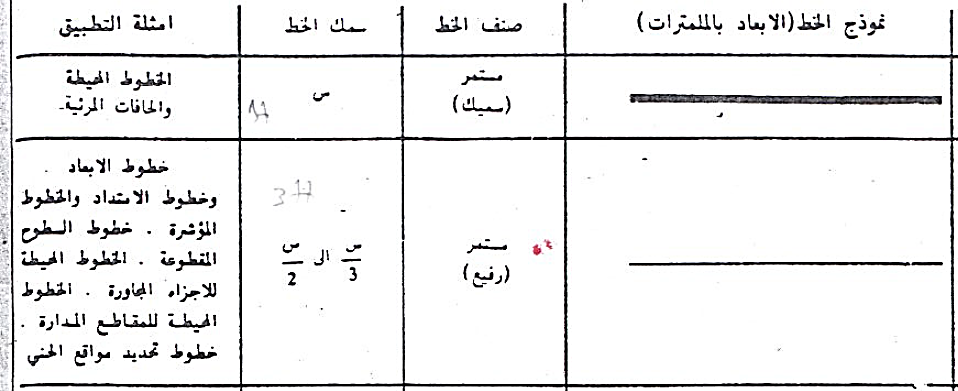 نموذج الخط(الابعاد بالملمترات) صنف الخط سمك الخط امثلة التطبيق
مستمر
(سميك)
س
1H
الخطوط المحيطة
والحافات المرئية.
مستمر
(رفيع)
3H
س/3 الى س/2
خطوط الابعاد .
وخطوط الامتداد والخطوط
المؤشرة . خطوط السطوح
المقطوعة . الخطوط المحيطة
للاجزاء المجاورة . الخطوط
المحيطة للمقاطع المدارة .
خطوط تحديد مواقع الحني